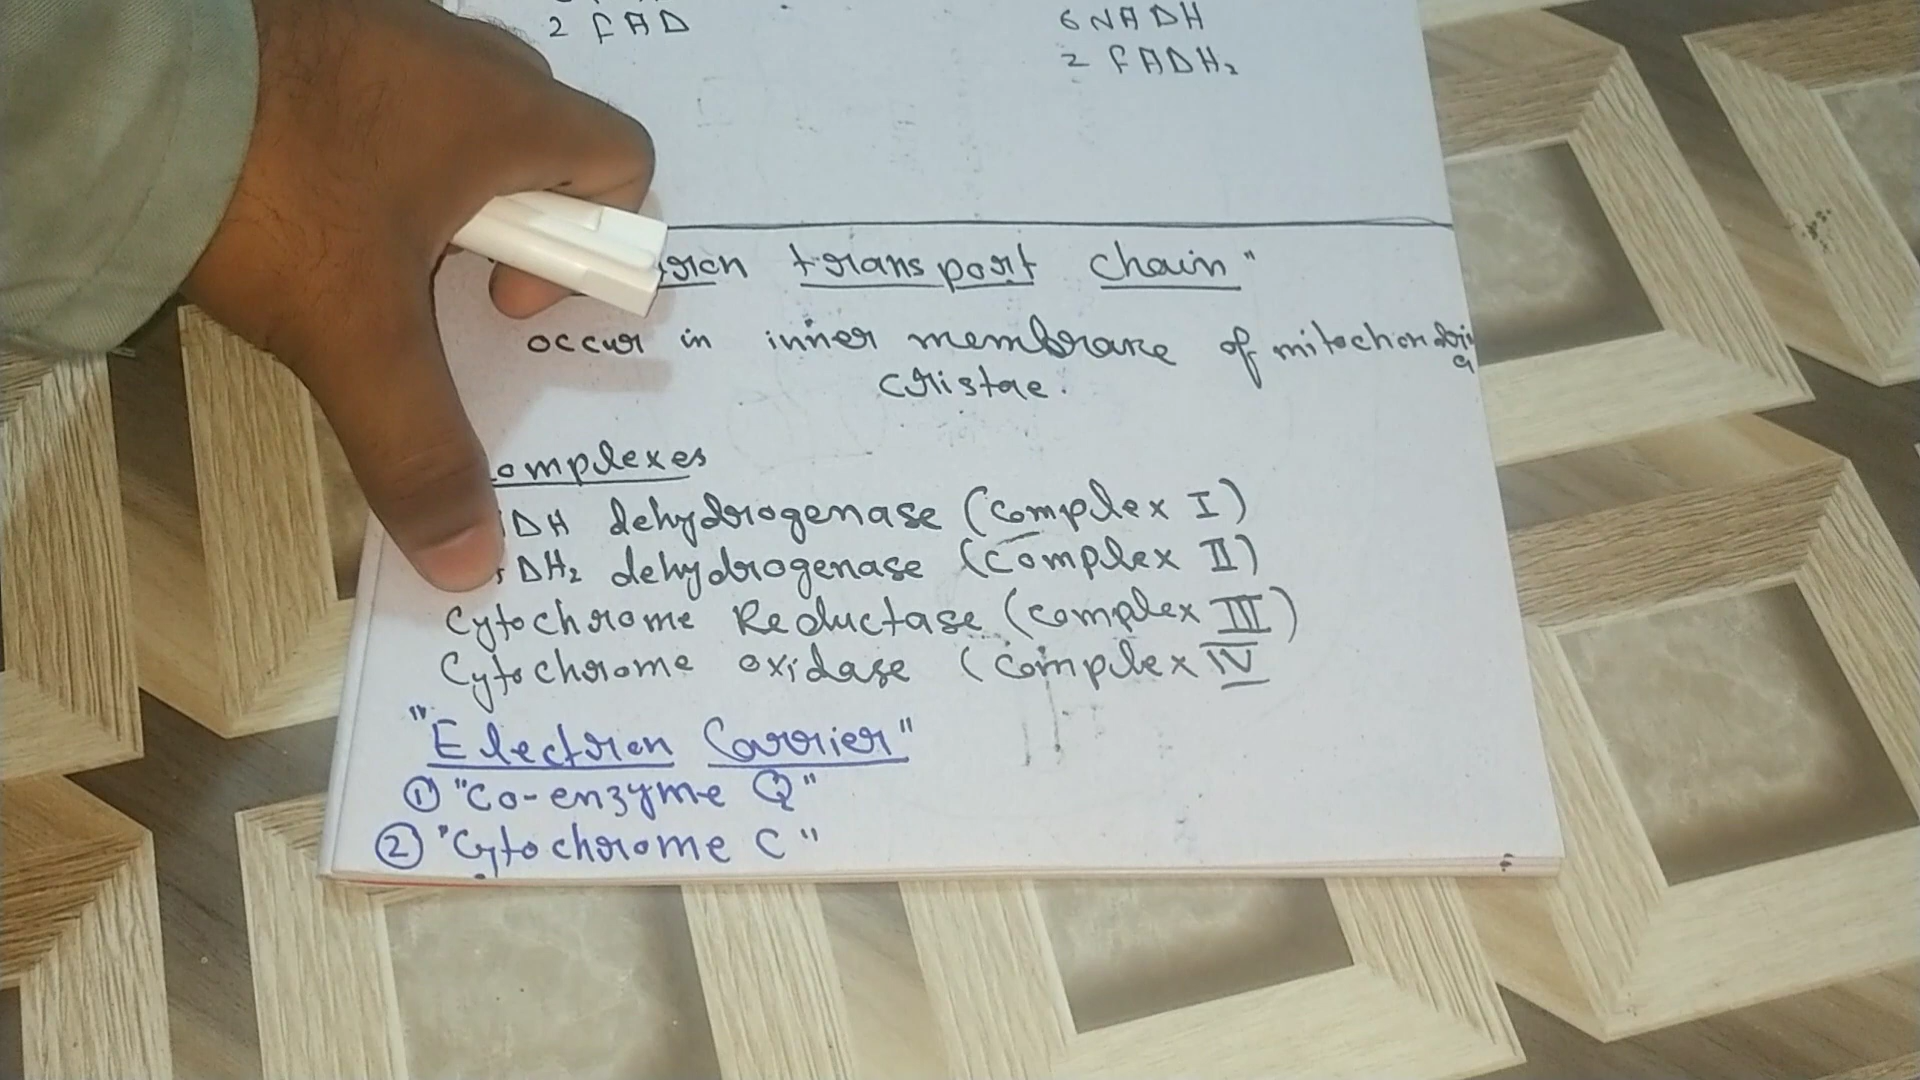 2 FAD
6 NADH
2 FADH₂
transport chain"
occur in inner membrane of mitochondria
cristae.
omplexes
DH dehydrogenase (complex I)
DH₂ dehydrogenase (complex II)
Cytochrome Reductase (complex III)
Cytochrome oxidase (complex IV
"Electron Carrier"
① "Co-enzyme Q"
② "Cytochrome C"